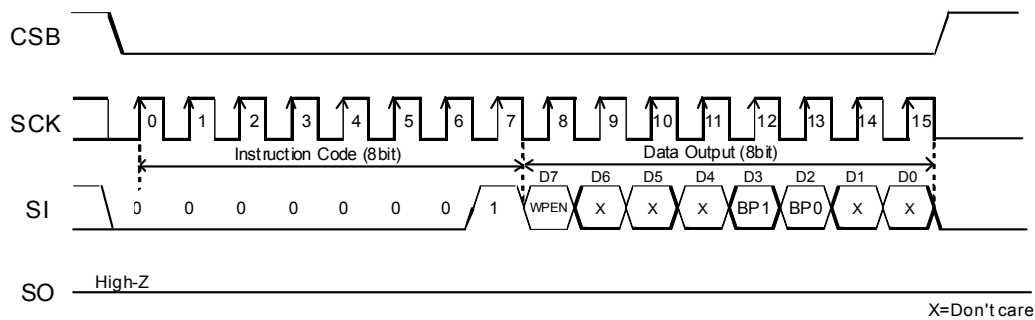 CSB
SCK 0 1 2 3 4 5 6 7 8 9 10 11 12 13 14 15
Instruction Code (8bit) Data Output (8bit)
D7 D6 D5 D4 D3 D2 D1 D0
SI 0 0 0 0 0 0 0 1 WPEN X X X BP1 BP0 X X
High-Z
SO
X=Don't care